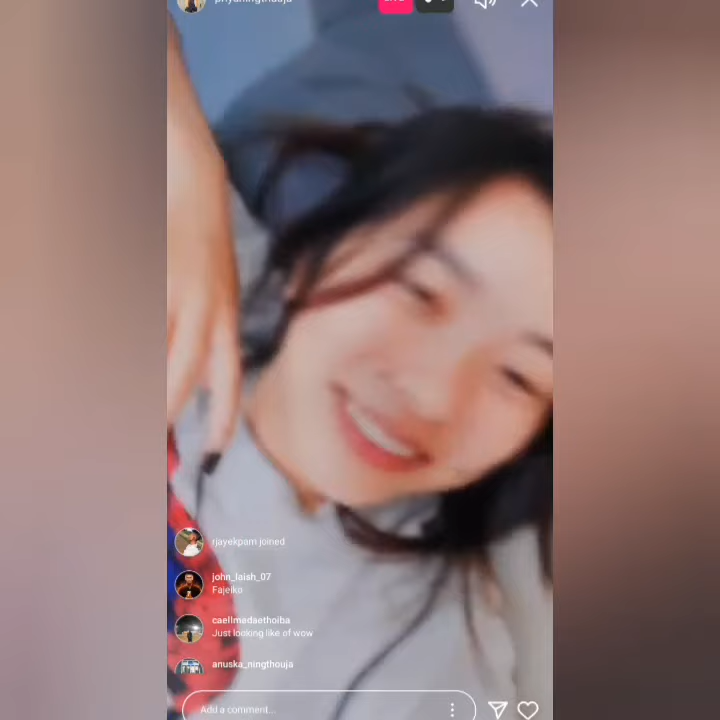 rjayekpam joined
john_laish_07
Fajeiko
caellmadaethoiba
Just looking like of wow
anuska_ningthouja
Add a comment...